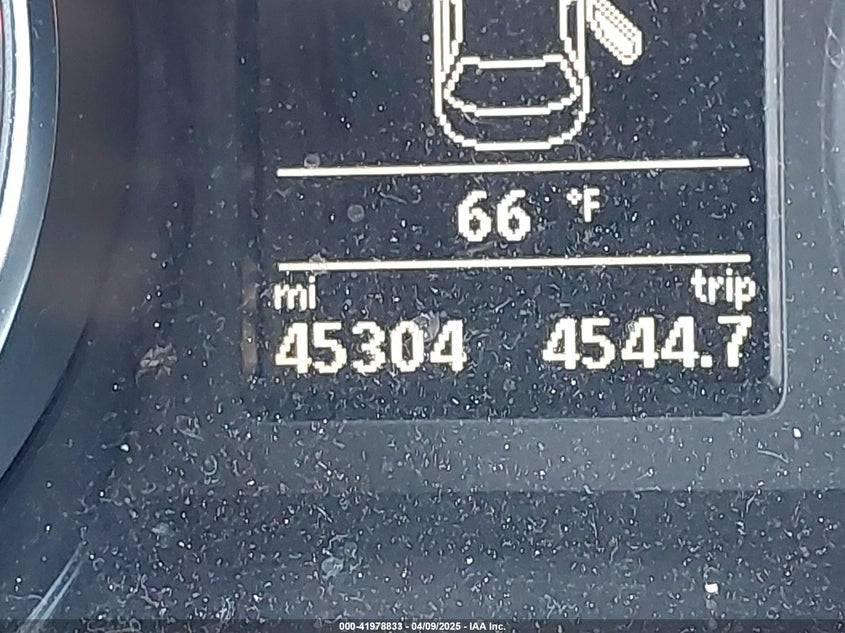 66 °F
mi trip
45304 4544.7
000-41978833 - 04/09/2025 - IAA Inc.